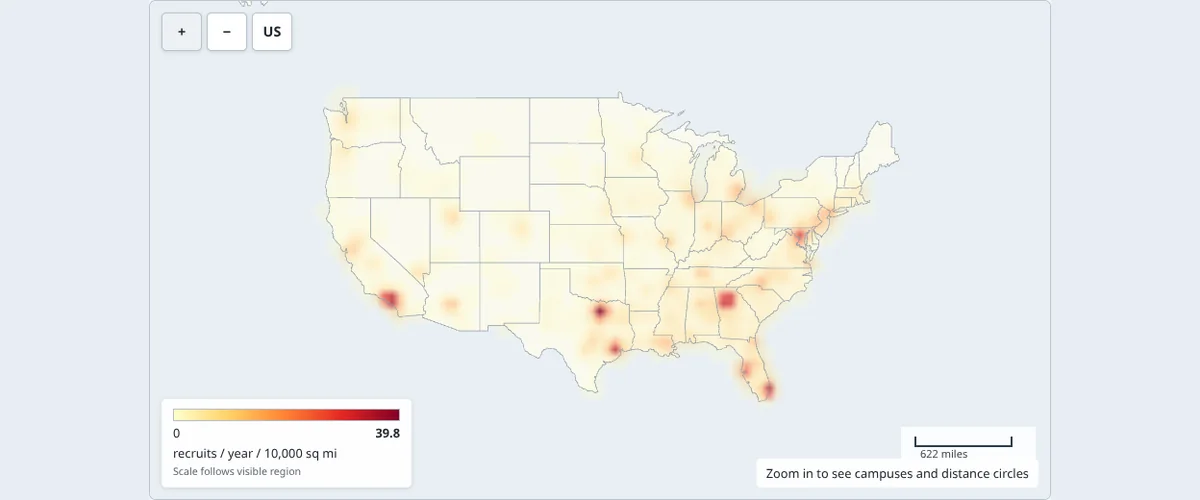 + − US
0 39.8
recruits / year / 10,000 sq mi
Scale follows visible region
622 miles
Zoom in to see campuses and distance circles